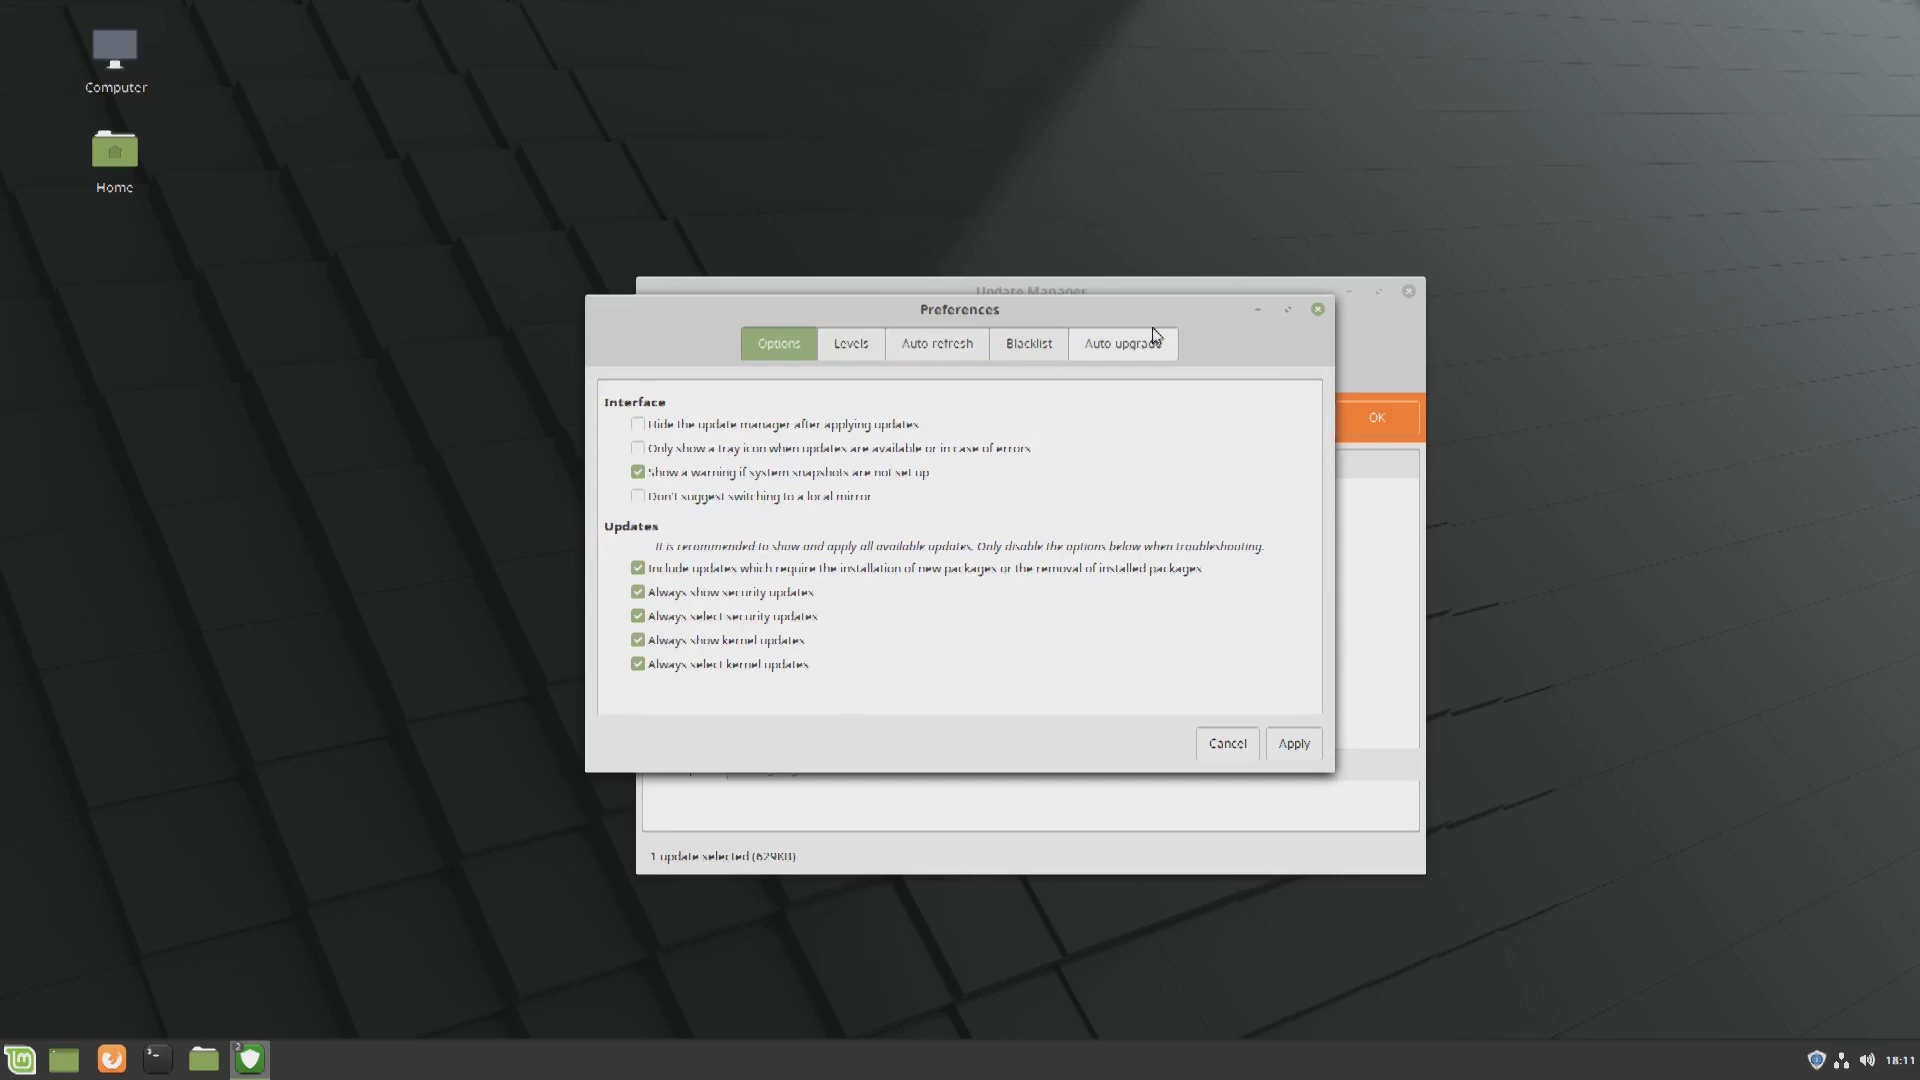 Computer
Home
Update Manager
Preferences
Options
Levels
Auto refresh
Blacklist
Auto upgrade
Interface
Hide the update manager after applying updates
Only show a tray icon when updates are available or in case of errors
Show a warning if system snapshots are not set up
Don't suggest switching to a local mirror
Updates
It is recommended to show and apply all available updates. Only disable the options below when troubleshooting.
Include updates which require the installation of new packages or the removal of installed packages
Always show security updates
Always select security updates
Always show kernel updates
Always select kernel updates
Cancel
Apply
OK
1 update selected (629KB)
2
18:11